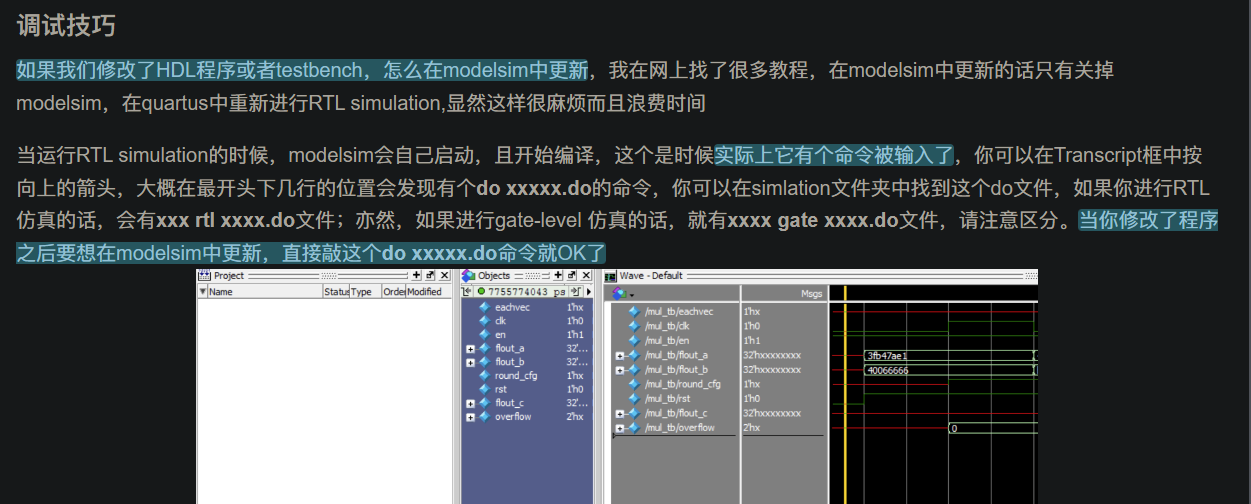 调试技巧
如果我们修改了HDL程序或者testbench，怎么在modelsim中更新，我在网上找了很多教程，在modelsim中更新的话只有关掉
modelsim，在quartus中重新进行RTL simulation,显然这样很麻烦而且浪费时间
当运行RTL simulation的时候，modelsim会自己启动，且开始编译，这个是时候实际上它有个命令被输入了，你可以在Transcript框中按
向上的箭头，大概在最开头下几行的位置会发现有个do xxxxx.do的命令，你可以在simlation文件夹中找到这个do文件，如果你进行RTL
仿真的话，会有xxx rtl xxxx.do文件；亦然，如果进行gate-level 仿真的话，就有xxxx gate xxxx.do文件，请注意区分。当你修改了程序
之后要想在modelsim中更新，直接敲这个do xxxxx.do命令就OK了
Project
Name Status Type Order Modified
Objects
7755774043 ps
eachvec 1'hx
clk 1'h0
en 1'h1
flout_a 32'...
flout_b 32'...
round_cfg 1'hx
rst 1'h0
flout_c 32'...
overflow 2'hx
Wave - Default
Msgs
/mul_tb/eachvec 1'hx
/mul_tb/clk 1'h0
/mul_tb/en 1'h1
/mul_tb/flout_a 32'hxxxxxxxx 3fb47ae1
/mul_tb/flout_b 32'hxxxxxxxx 40066666
/mul_tb/round_cfg 1'hx
/mul_tb/rst 1'h0
/mul_tb/flout_c 32'hxxxxxxxx
/mul_tb/overflow 2'hx 0